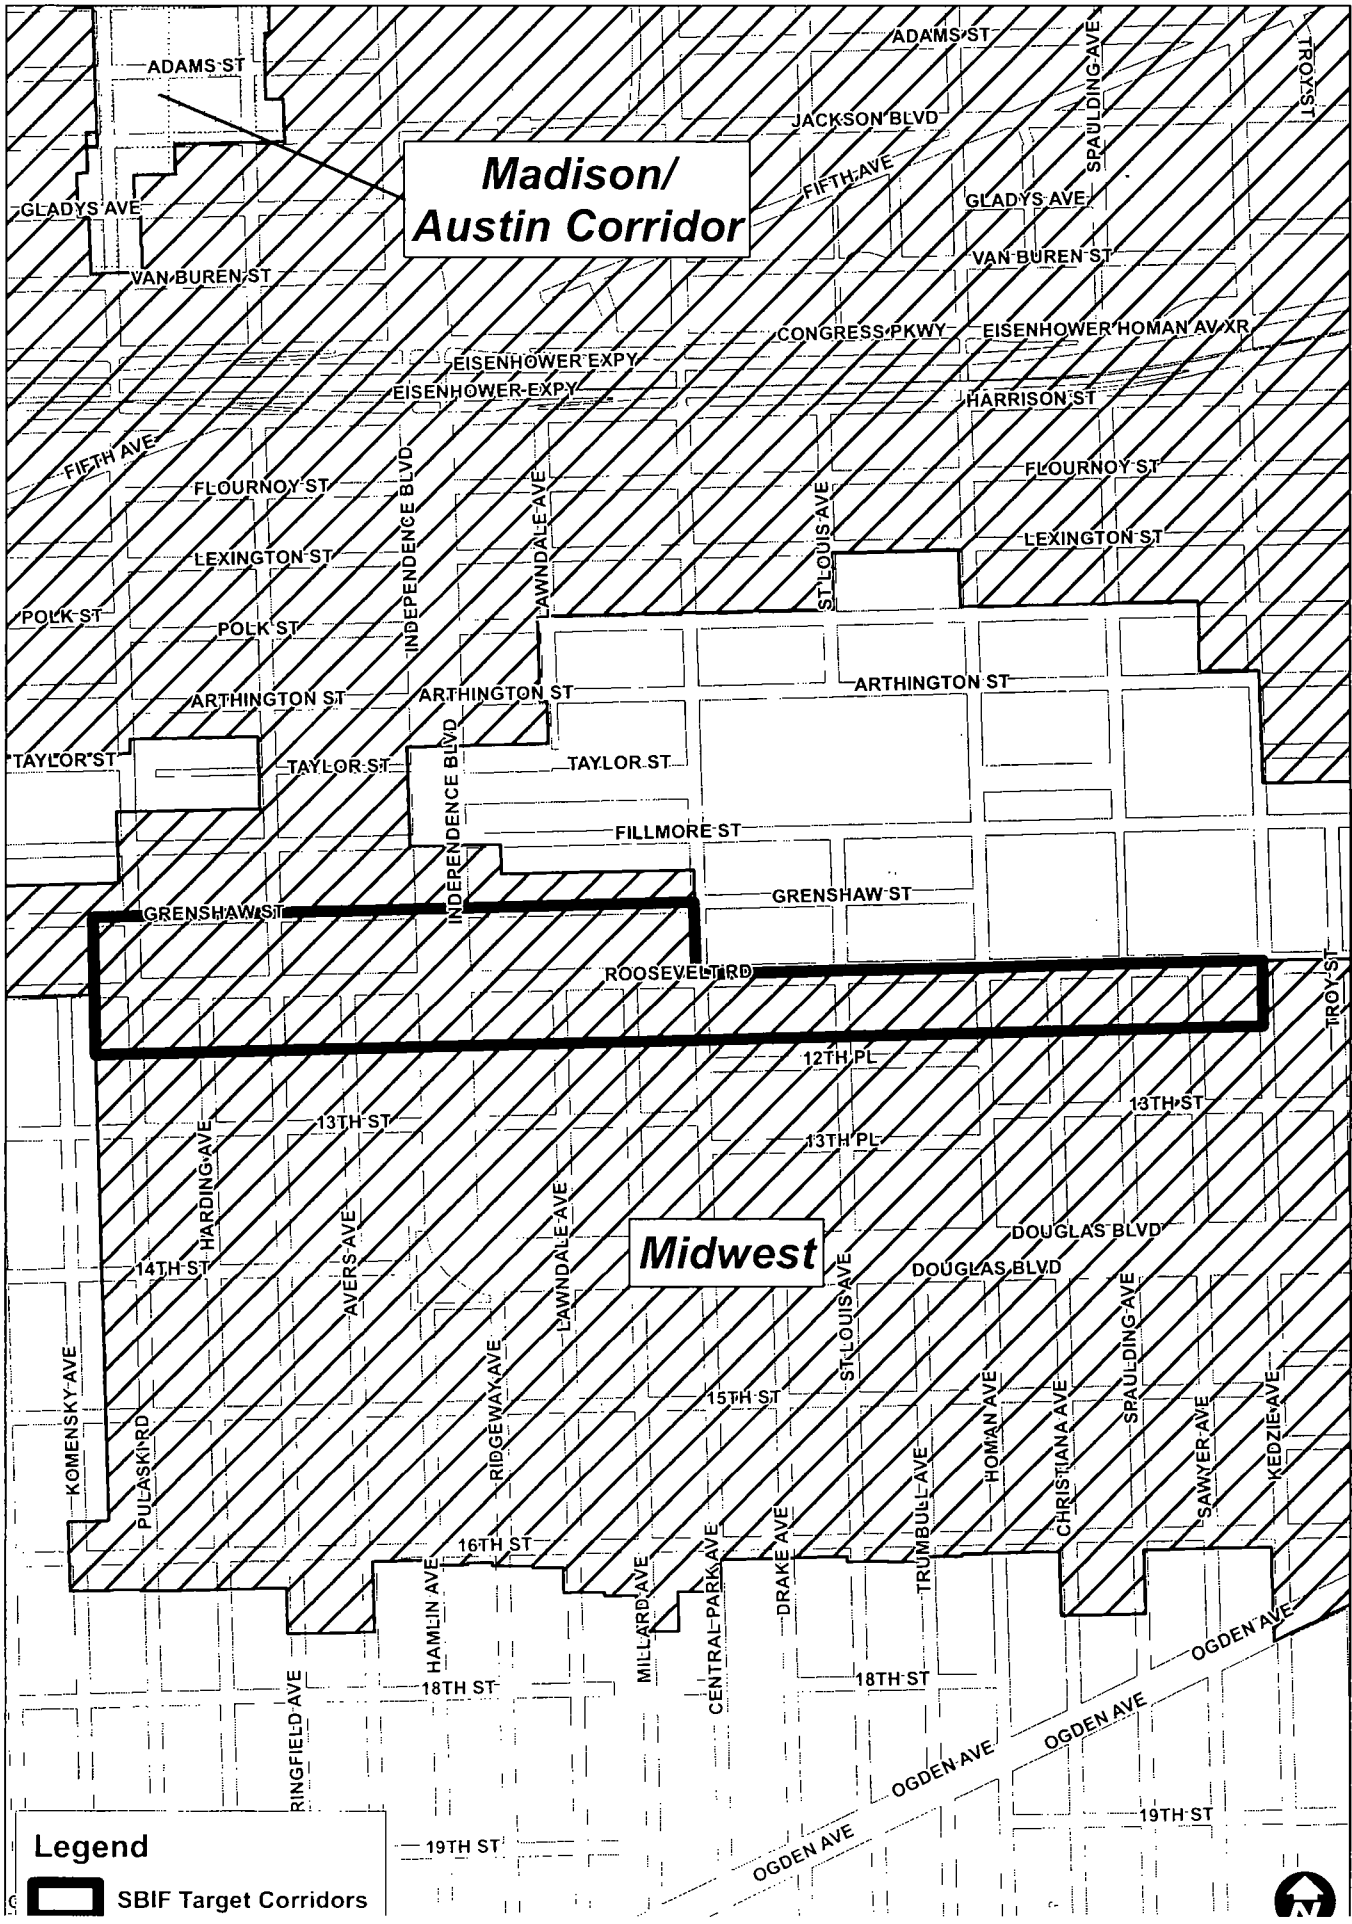 ADAMS ST
SPAULDING AVE
TROY ST
ADAMS ST
JACKSON BLVD
Madison/
Austin Corridor
FIFTH AVE
GLADYS AVE
GLADYS AVE
VAN BUREN ST
VAN BUREN ST
CONGRESS PKWY
EISENHOWER HOMAN AV XR
EISENHOWER EXPY
EISENHOWER EXPY
HARRISON ST
FIFTH AVE
INDEPENDENCE BLVD
LAWNDALE AVE
ST LOUIS AVE
FLOURNOY ST
FLOURNOY ST
LEXINGTON ST
LEXINGTON ST
POLK ST
POLK ST
ARTHINGTON ST
ARTHINGTON ST
ARTHINGTON ST
TAYLOR ST
TAYLOR ST
INDEPENDENCE BLVD
TAYLOR ST
FILLMORE ST
GRENSHAW ST
GRENSHAW ST
ROOSEVELT RD
TROY ST
12TH PL
13TH ST
13TH ST
13TH PL
HARDING AVE
AVERS AVE
LAWNDALE AVE
Midwest
DOUGLAS BLVD
14TH ST
DOUGLAS BLVD
ST LOUIS AVE
SPAULDING AVE
KOMENSKY AVE
PULASKI RD
RIDGEWAY AVE
15TH ST
HOMAN AVE
CHRISTIANA AVE
SAWYER AVE
KEDZIE AVE
TRUMBULL AVE
16TH ST
HAMLIN AVE
MILLARD AVE
CENTRAL PARK AVE
DRAKE AVE
OGDEN AVE
18TH ST
18TH ST
RINGFIELD AVE
OGDEN AVE
OGDEN AVE
19TH ST
19TH ST
OGDEN AVE
Legend
SBIF Target Corridors
N